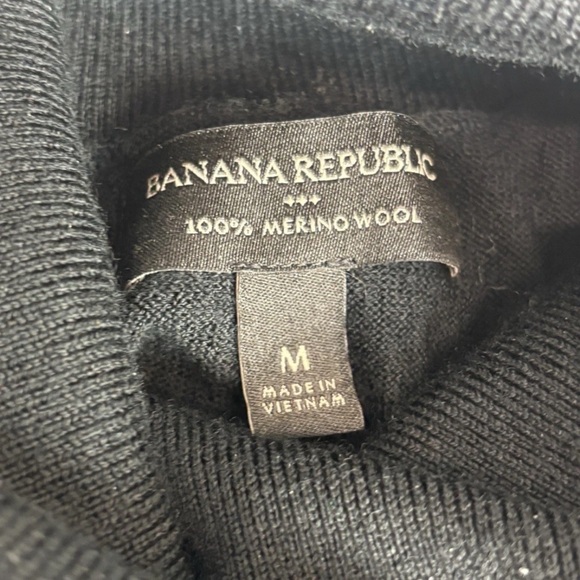 BANANA REPUBLIC
100% MERINO WOOL
M
MADE IN
VIETNAM